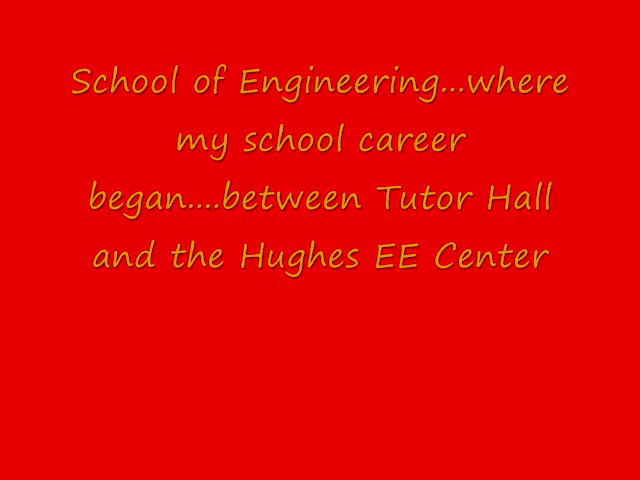 School of Engineering...where
my school career
began....between Tutor Hall
and the Hughes EE Center